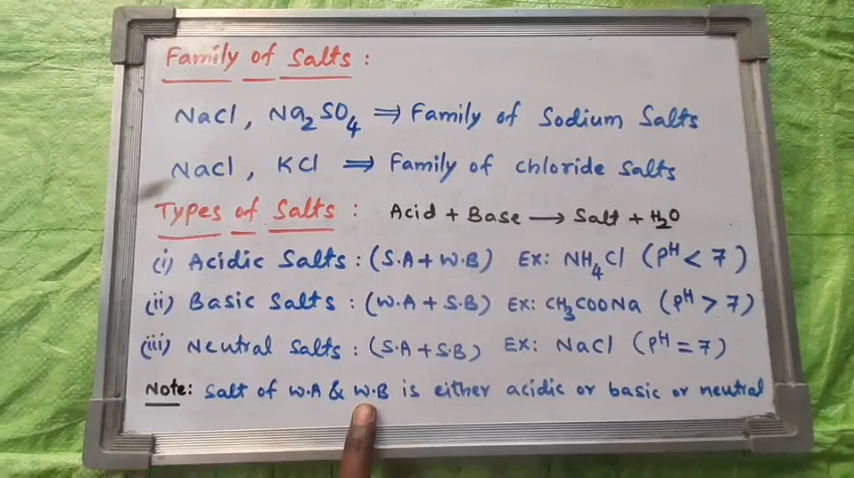 Family of Salts :
NaCl , Na₂SO₄ ⇒ Family of Sodium Salts
NaCl , KCl ⇒ Family of chloride salts
Types of Salts : Acid + Base → Salt + H₂O
(i) Acidic Salts : (S.A + W.B) Ex: NH₄Cl (pH < 7)
(ii) Basic Salts : (W.A + S.B) Ex: CH₃COONa (pH > 7)
(iii) Neutral Salts : (S.A + S.B) Ex: NaCl (pH = 7)
Note: Salt of W.A & W.B is either acidic or basic or neutral